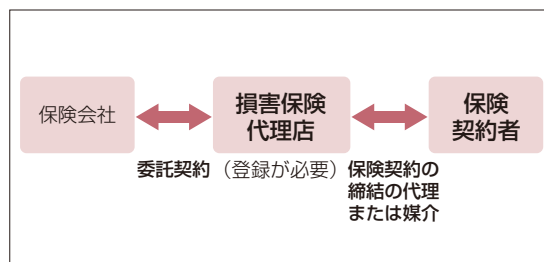 保険会社
損害保険
代理店
保険
契約者
委託契約
(登録が必要)
保険契約の
締結の代理
または媒介